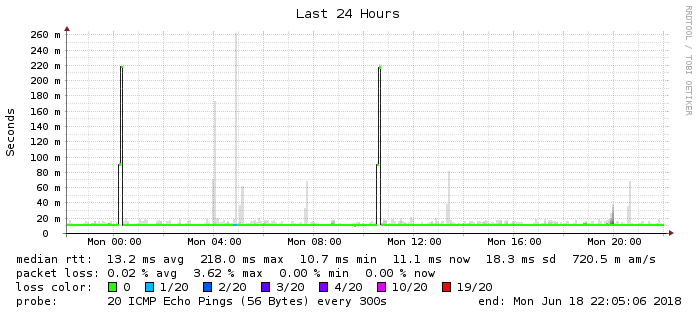 Last 24 Hours
RRDTOOL / TOBI OETIKER
Seconds
260 m
240 m
220 m
200 m
180 m
160 m
140 m
120 m
100 m
80 m
60 m
40 m
20 m
0
Mon 00:00 Mon 04:00 Mon 08:00 Mon 12:00 Mon 16:00 Mon 20:00
median rtt: 13.2 ms avg 218.0 ms max 10.7 ms min 11.1 ms now 18.3 ms sd 720.5 m am/s
packet loss: 0.02 % avg 3.62 % max 0.00 % min 0.00 % now
loss color: 0 1/20 2/20 3/20 4/20 10/20 19/20
probe: 20 ICMP Echo Pings (56 Bytes) every 300s end: Mon Jun 18 22:05:06 2018